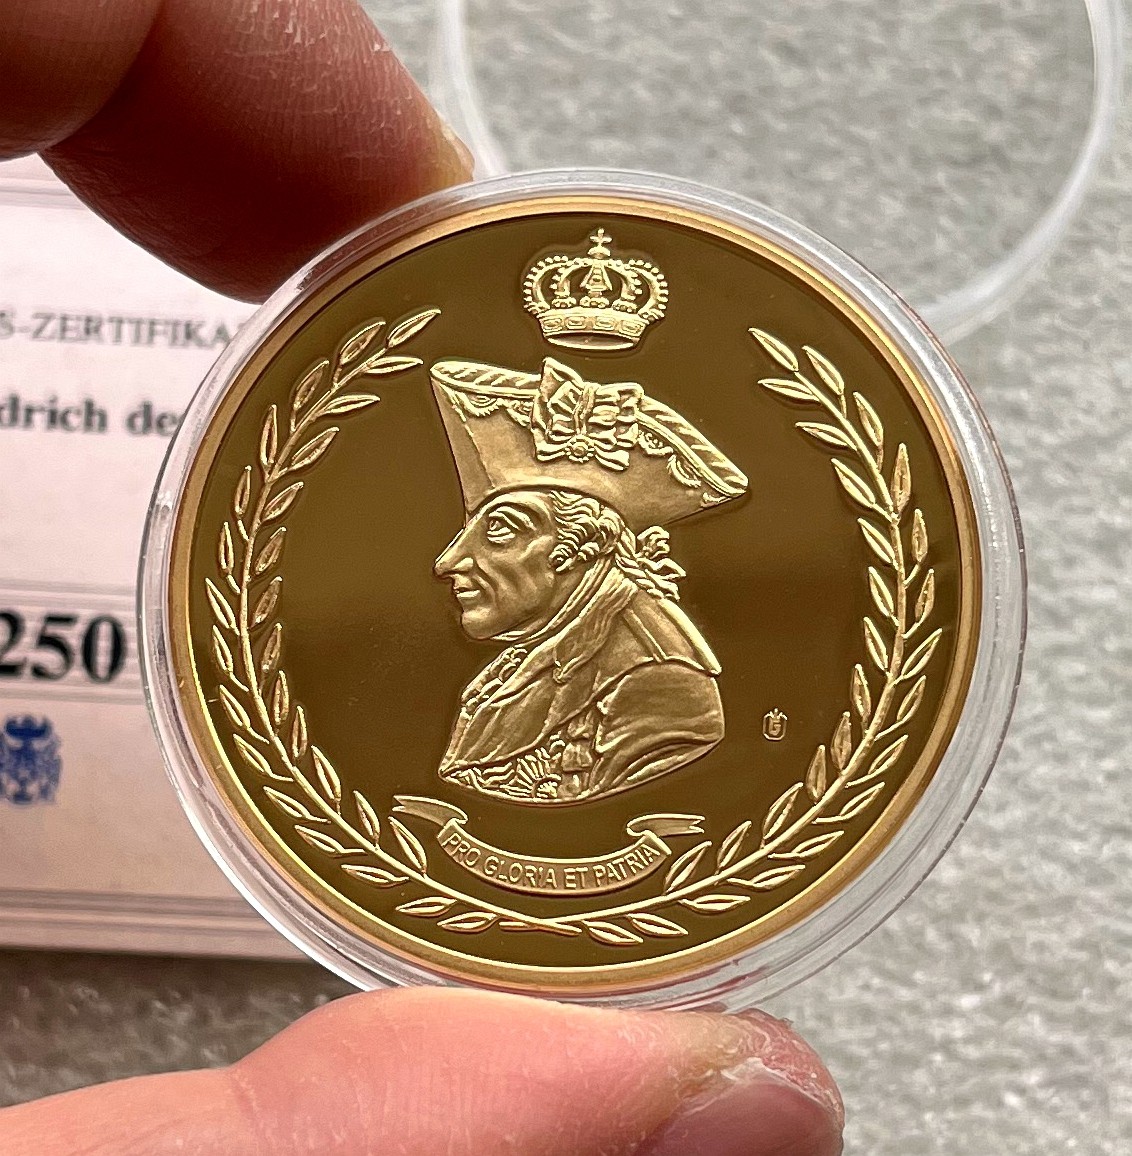 S-ZERTIFIKA
drich de
250
PRO GLORIA ET PATRIA